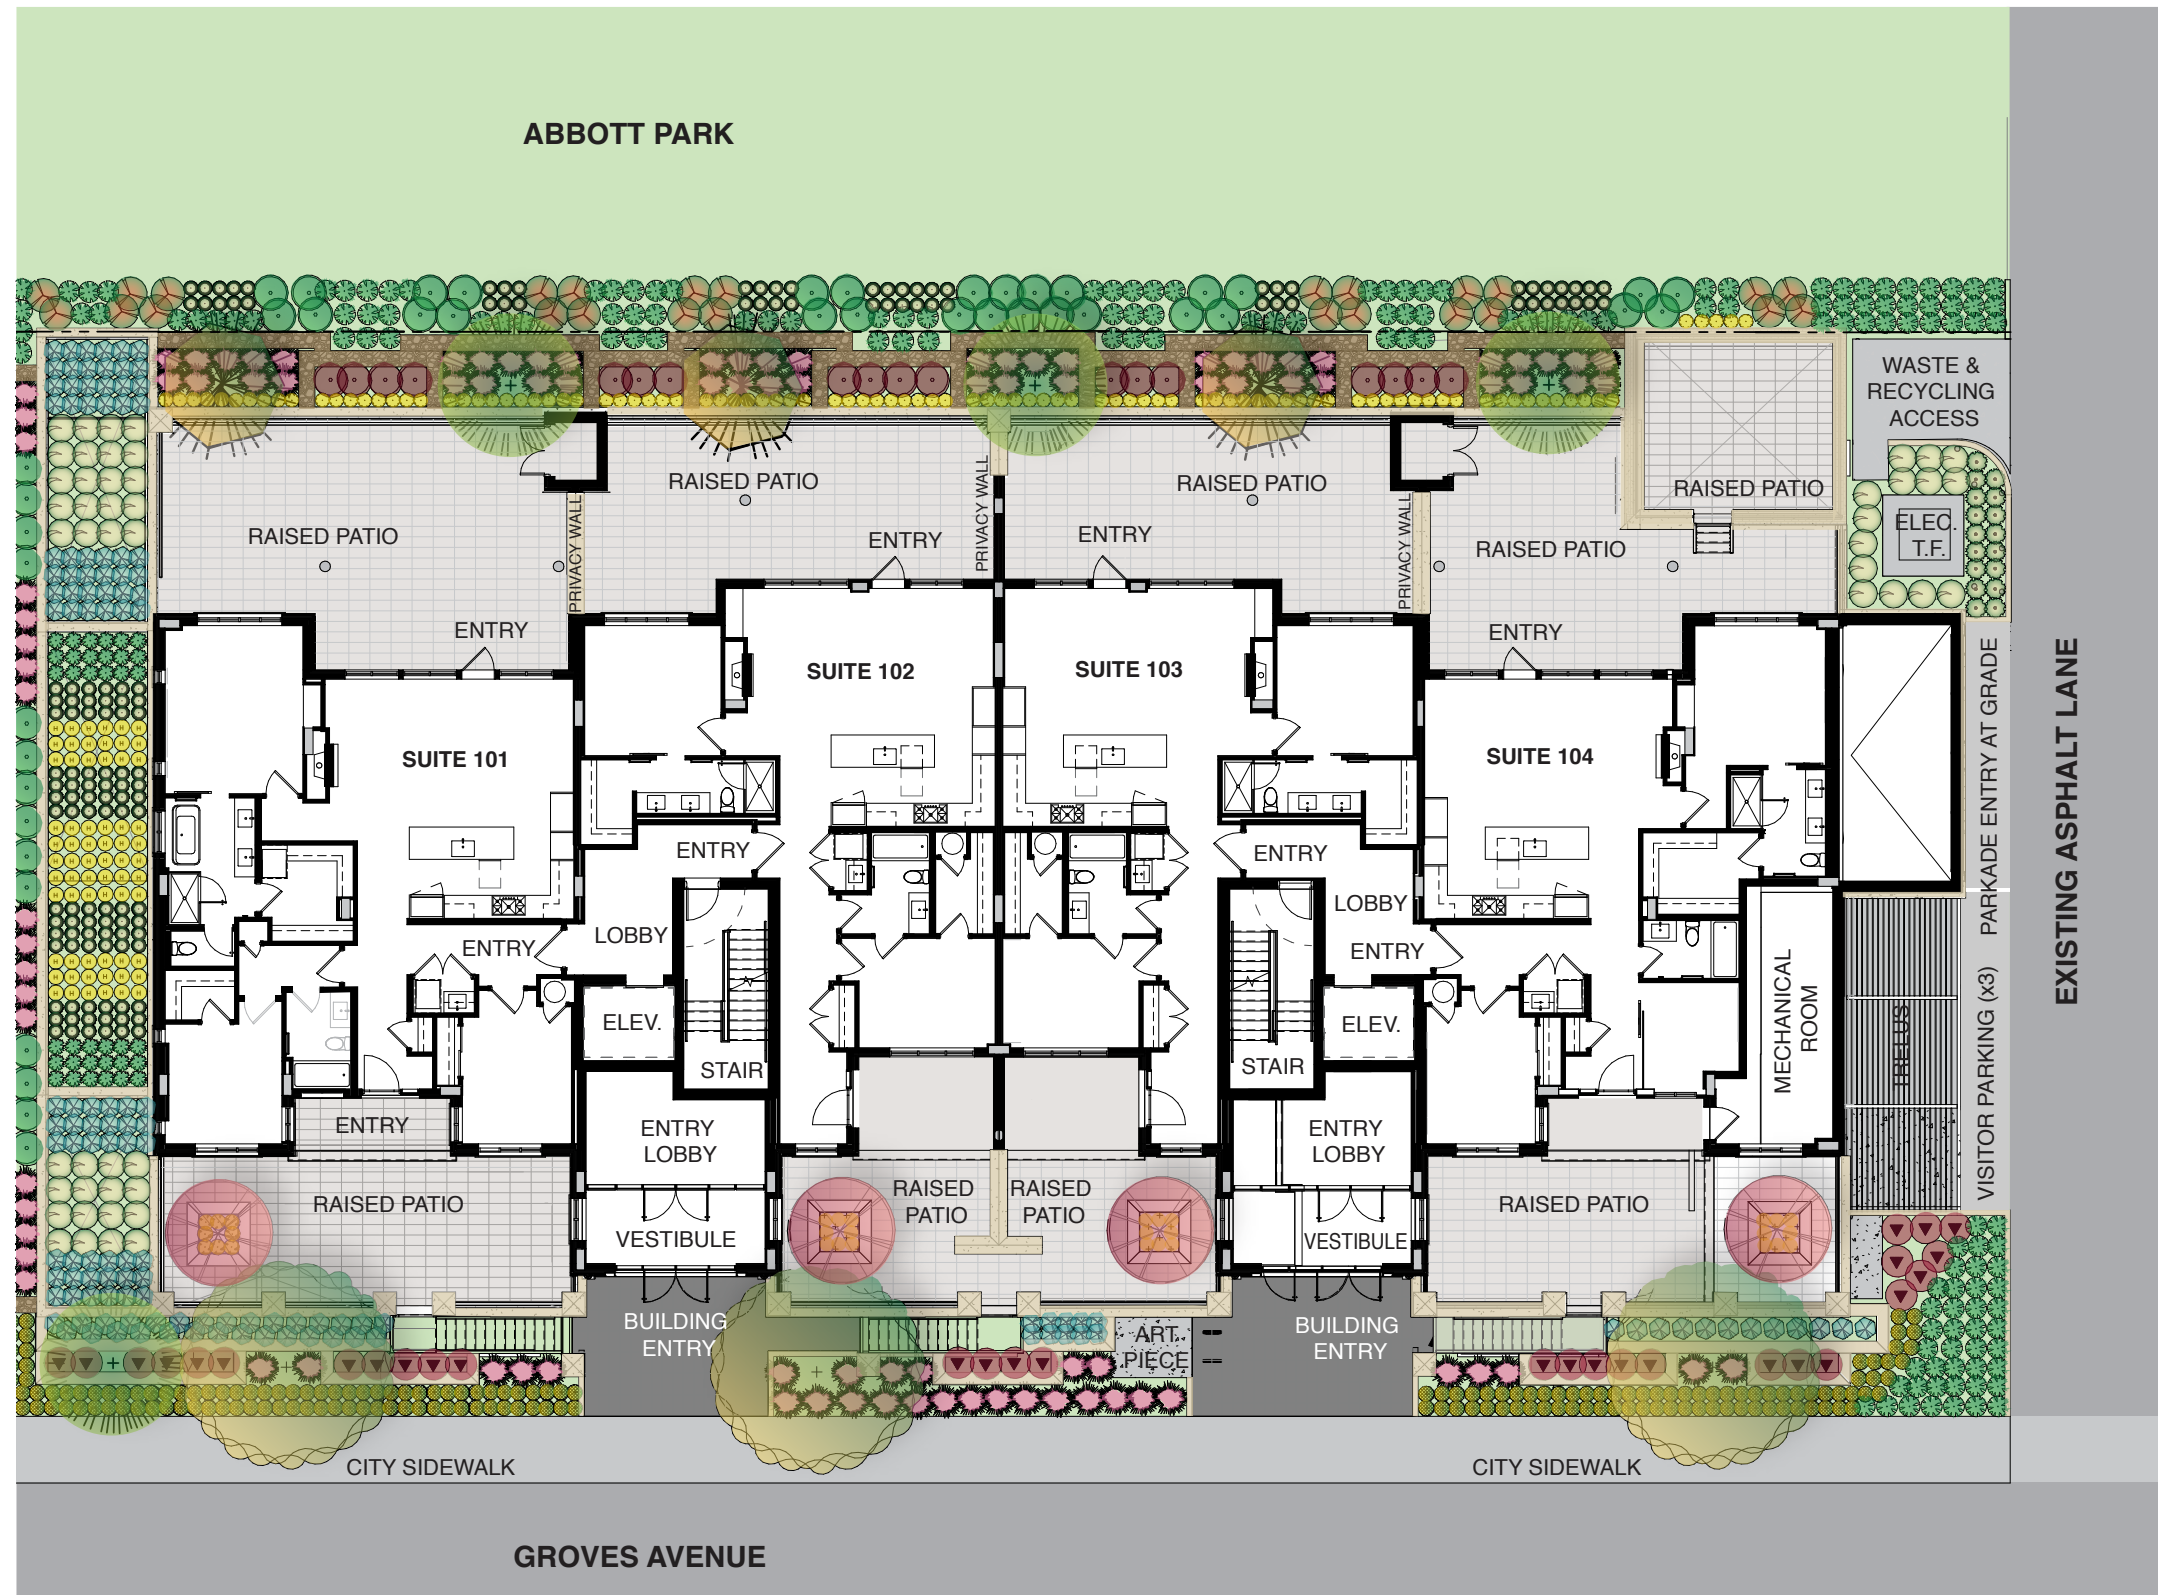 ABBOTT PARK
WASTE &
RECYCLING
ACCESS
RAISED PATIO
RAISED PATIO
RAISED PATIO
RAISED PATIO
RAISED PATIO
PRIVACY WALL
PRIVACY WALL
PRIVACY WALL
ELEC.
T.F.
ENTRY
ENTRY
ENTRY
ENTRY
SUITE 101
SUITE 102
SUITE 103
SUITE 104
PARKADE ENTRY AT GRADE
EXISTING ASPHALT LANE
ENTRY
ENTRY
LOBBY
LOBBY
ENTRY
ENTRY
ELEV.
ELEV.
STAIR
STAIR
MECHANICAL
ROOM
TRELLIS
VISITOR PARKING (x3)
ENTRY
ENTRY
LOBBY
ENTRY
LOBBY
RAISED PATIO
RAISED
PATIO
RAISED
PATIO
RAISED PATIO
VESTIBULE
VESTIBULE
BUILDING
ENTRY
ART
PIECE
BUILDING
ENTRY
CITY SIDEWALK
CITY SIDEWALK
GROVES AVENUE